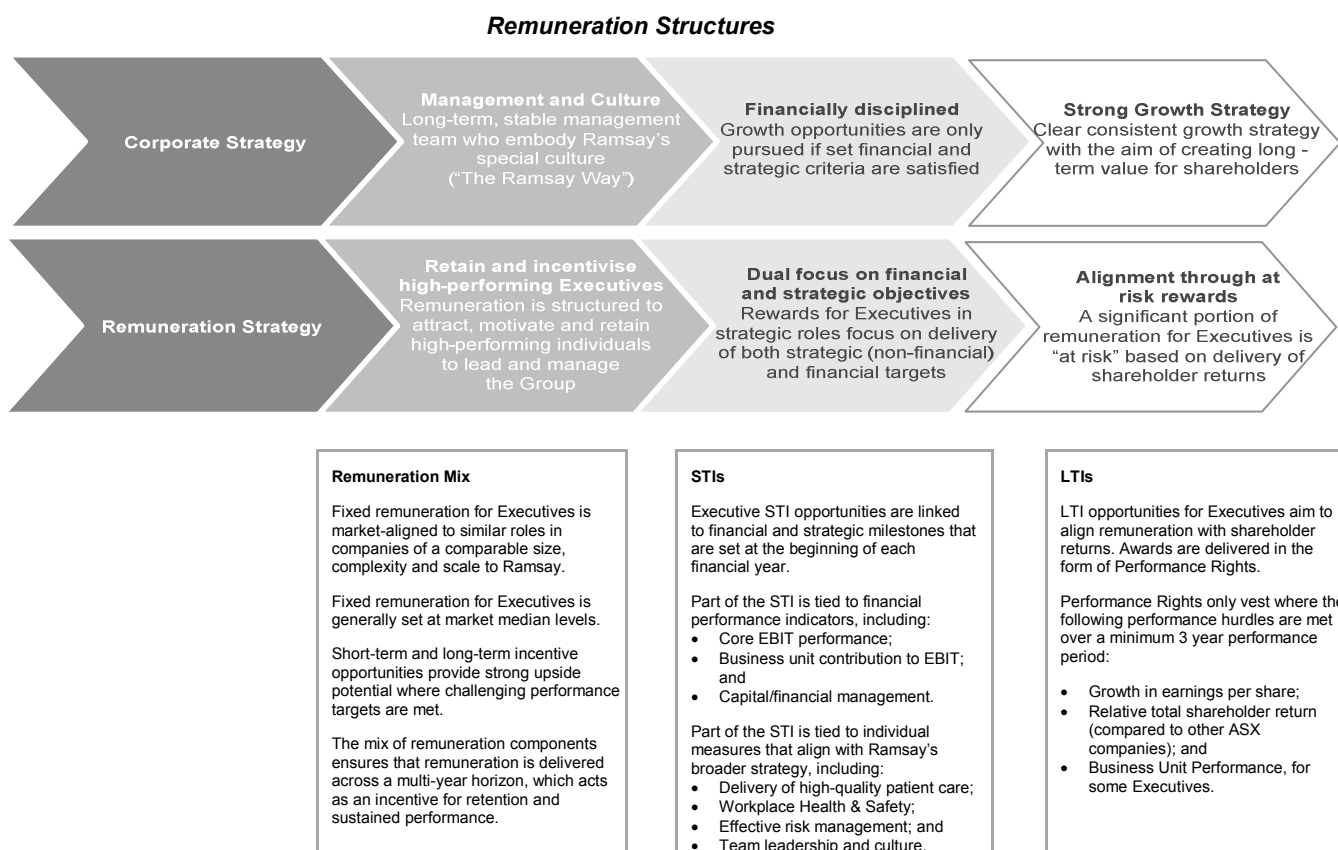 Remuneration Structures
Corporate Strategy
Management and Culture
Long-term, stable management
team who embody Ramsay's
special culture
("The Ramsay Way")
Financially disciplined
Growth opportunities are only
pursued if set financial and
strategic criteria are satisfied
Strong Growth Strategy
Clear consistent growth strategy
with the aim of creating long -
term value for shareholders
Remuneration Strategy
Retain and incentivise
high-performing Executives
Remuneration is structured to
attract, motivate and retain
high-performing individuals
to lead and manage
the Group
Dual focus on financial
and strategic objectives
Rewards for Executives in
strategic roles focus on delivery
of both strategic (non-financial)
and financial targets
Alignment through at
risk rewards
A significant portion of
remuneration for Executives is
"at risk" based on delivery of
shareholder returns
Remuneration Mix
Fixed remuneration for Executives is
market-aligned to similar roles in
companies of a comparable size,
complexity and scale to Ramsay.
Fixed remuneration for Executives is
generally set at market median levels.
Short-term and long-term incentive
opportunities provide strong upside
potential where challenging performance
targets are met.
The mix of remuneration components
ensures that remuneration is delivered
across a multi-year horizon, which acts
as an incentive for retention and
sustained performance.
STIs
Executive STI opportunities are linked
to financial and strategic milestones that
are set at the beginning of each
financial year.
Part of the STI is tied to financial
performance indicators, including:
• Core EBIT performance;
• Business unit contribution to EBIT;
and
• Capital/financial management.
Part of the STI is tied to individual
measures that align with Ramsay's
broader strategy, including:
• Delivery of high-quality patient care;
• Workplace Health & Safety;
• Effective risk management; and
• Team leadership and culture.
LTIs
LTI opportunities for Executives aim to
align remuneration with shareholder
returns. Awards are delivered in the
form of Performance Rights.
Performance Rights only vest where the
following performance hurdles are met
over a minimum 3 year performance
period:
• Growth in earnings per share;
• Relative total shareholder return
(compared to other ASX
companies); and
• Business Unit Performance, for
some Executives.